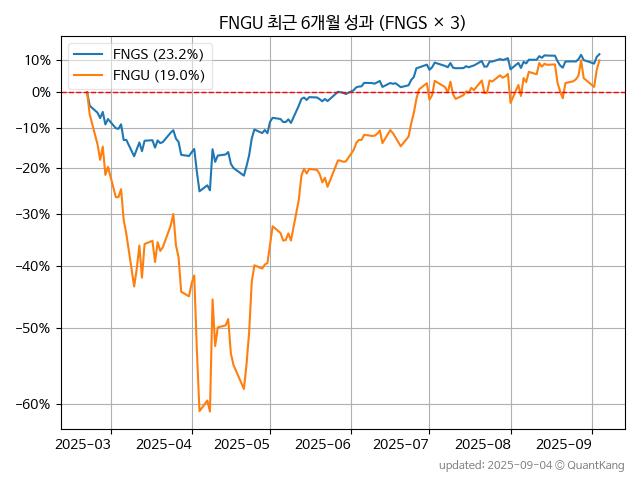 FNGU 최근 6개월 성과 (FNGS × 3)
FNGS (23.2%)
FNGU (19.0%)
10%
0%
−10%
−20%
−30%
−40%
−50%
−60%
2025-03 2025-04 2025-05 2025-06 2025-07 2025-08 2025-09
updated: 2025-09-04 © QuantKang